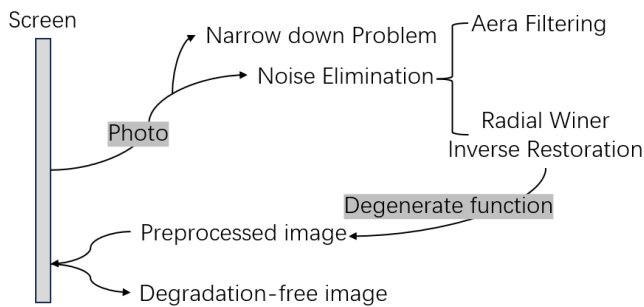 Screen
Narrow down Problem
Aera Filtering
Noise Elimination
Photo
Radial Winer
Inverse Restoration
Degenerate function
Preprocessed image
Degradation-free image